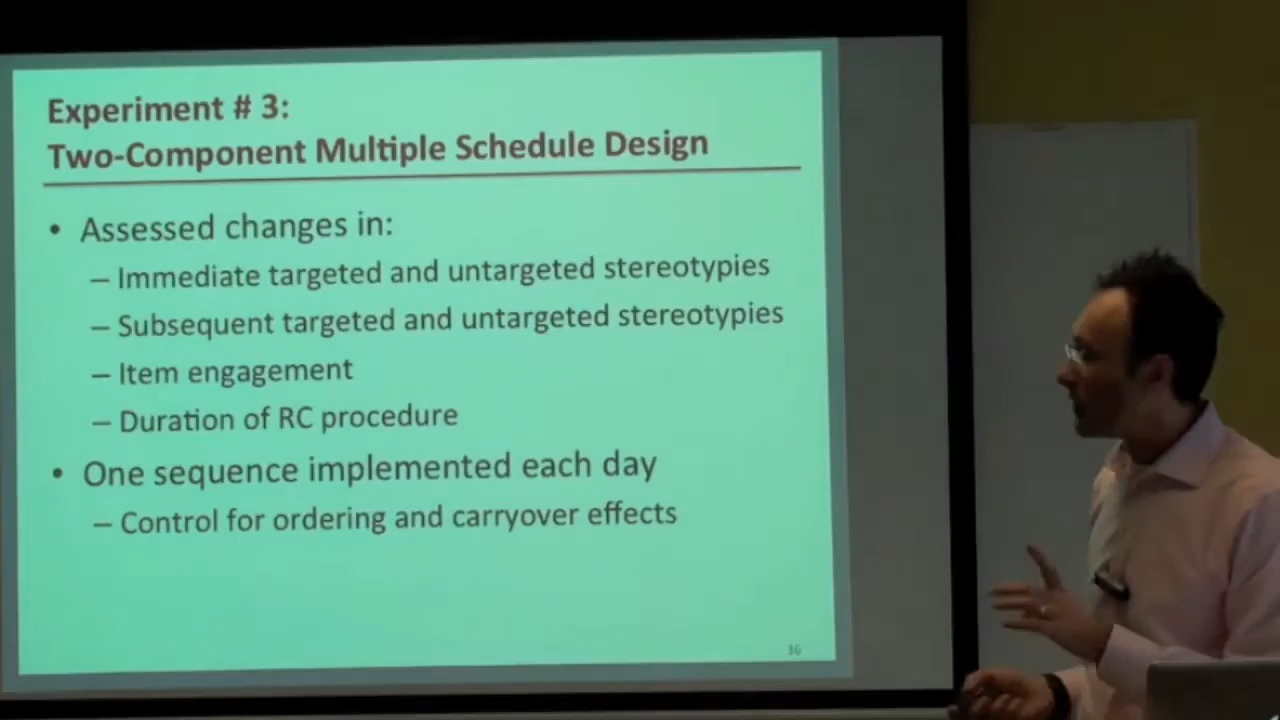 Experiment # 3:
Two-Component Multiple Schedule Design
• Assessed changes in:
– Immediate targeted and untargeted stereotypies
– Subsequent targeted and untargeted stereotypies
– Item engagement
– Duration of RC procedure
• One sequence implemented each day
– Control for ordering and carryover effects
36